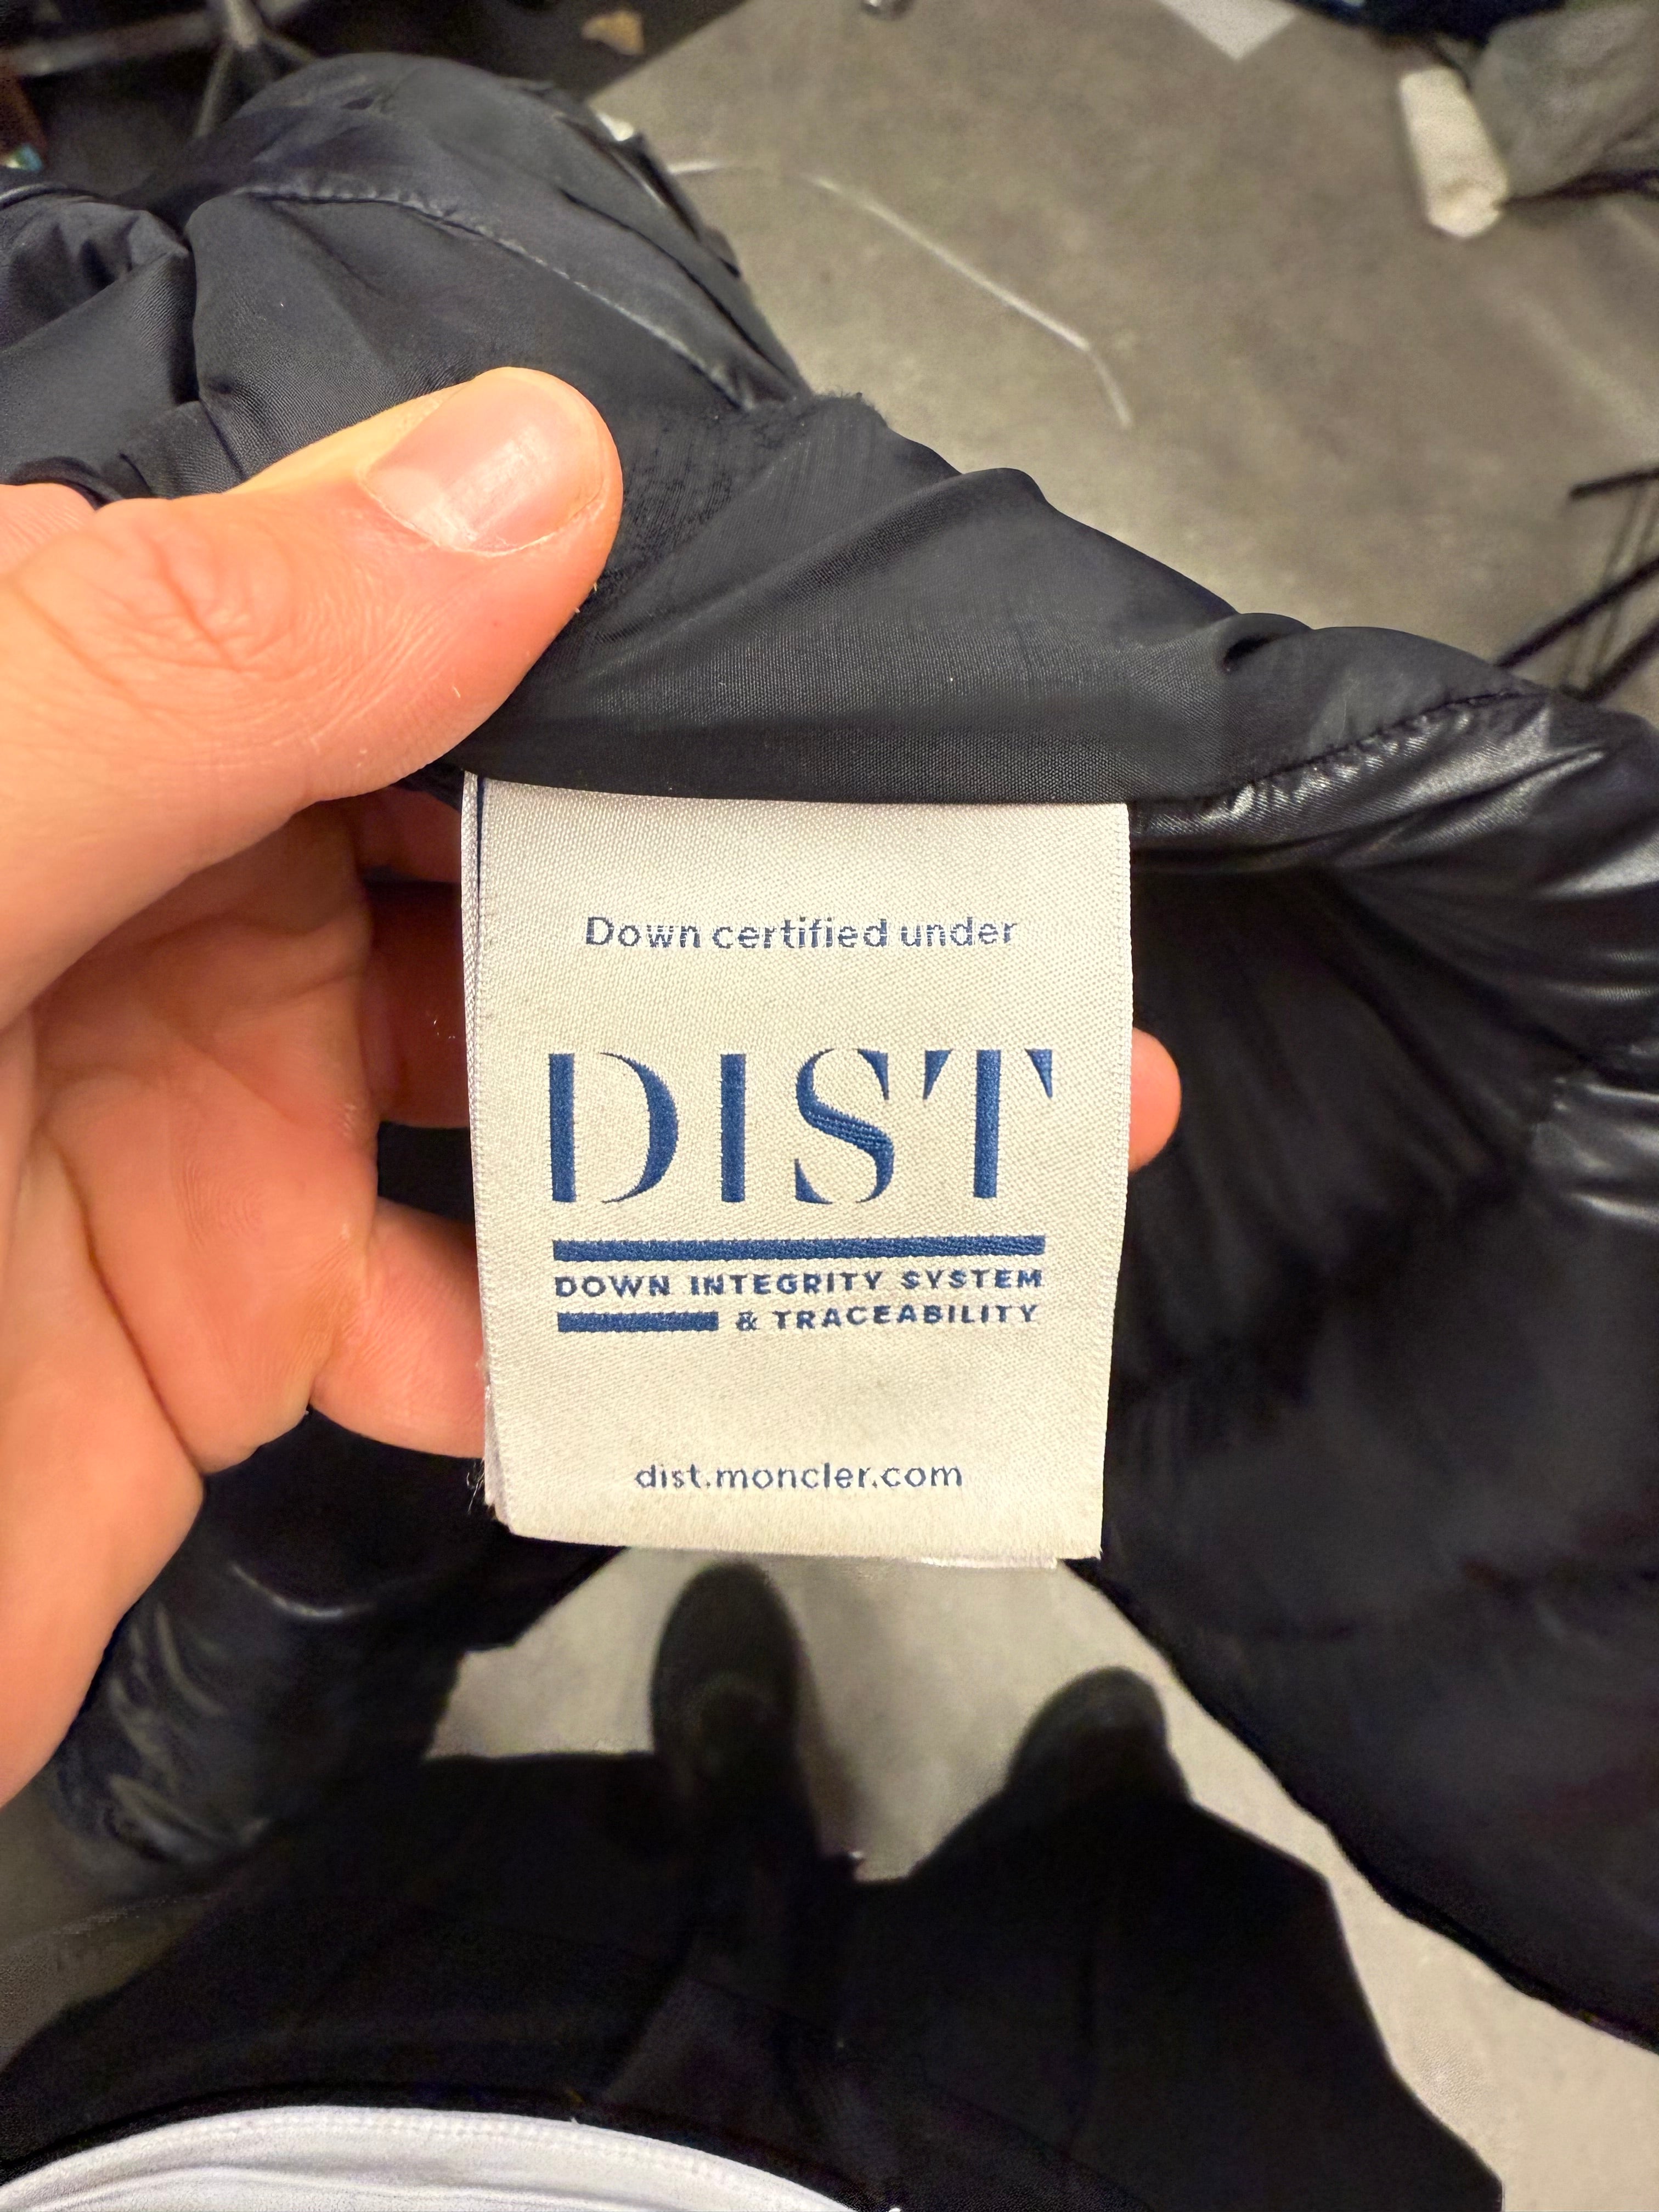 Down certified under
DIST
DOWN INTEGRITY SYSTEM
& TRACEABILITY
dist.moncler.com